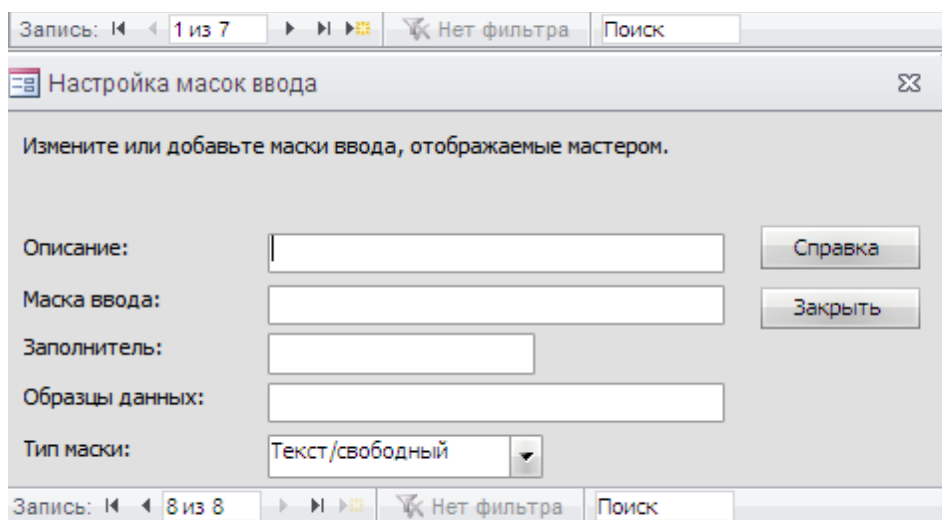 Запись: 1 из 7 Нет фильтра Поиск
Настройка масок ввода
Измените или добавьте маски ввода, отображаемые мастером.
Описание: Справка
Маска ввода: Закрыть
Заполнитель:
Образцы данных:
Тип маски: Текст/свободный
Запись: 8 из 8 Нет фильтра Поиск